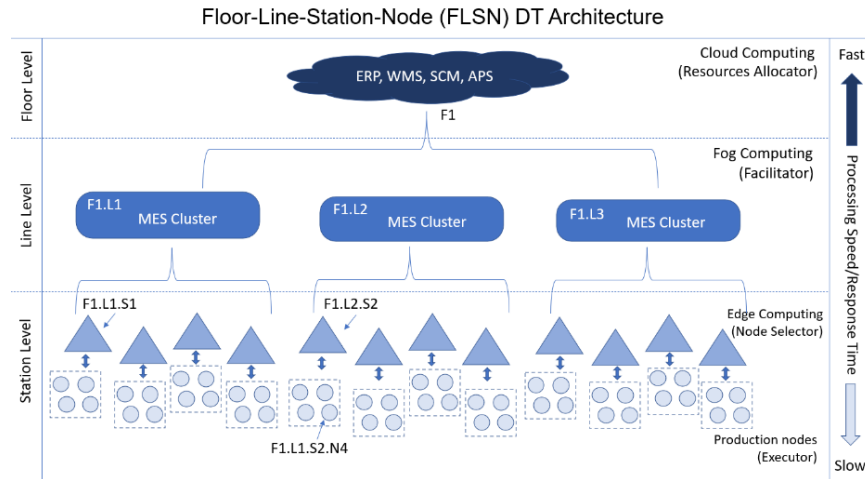 Floor-Line-Station-Node (FLSN) DT Architecture
Floor Level
ERP, WMS, SCM, APS
F1
Cloud Computing
(Resources Allocator)
Fast
Line Level
Fog Computing
(Facilitator)
F1.L1
MES Cluster
F1.L2
MES Cluster
F1.L3
MES Cluster
Processing Speed/Response Time
Station Level
F1.L1.S1
F1.L2.S2
Edge Computing
(Node Selector)
F1.L1.S2.N4
Production nodes
(Executor)
Slow